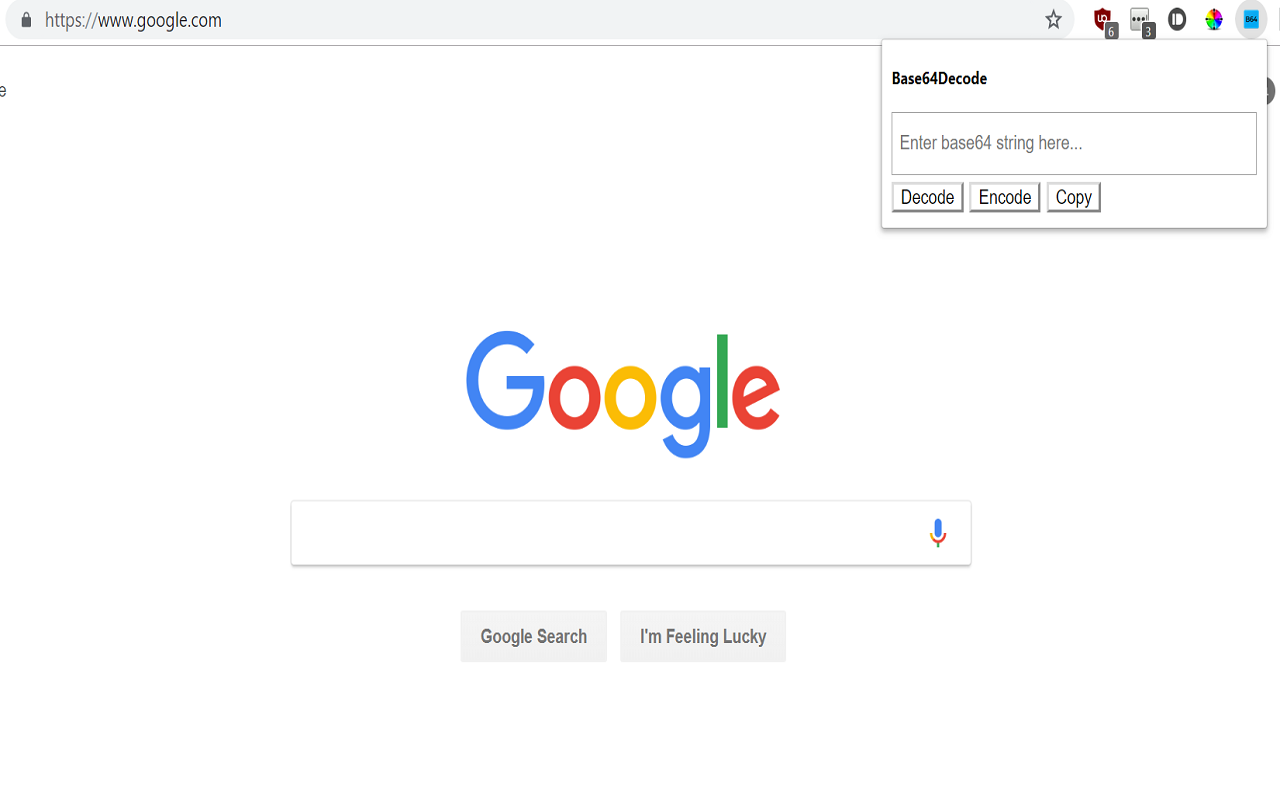 https://www.google.com
6
3
B64
e
Base64Decode
Enter base64 string here...
Decode Encode Copy
Google
Google Search I'm Feeling Lucky